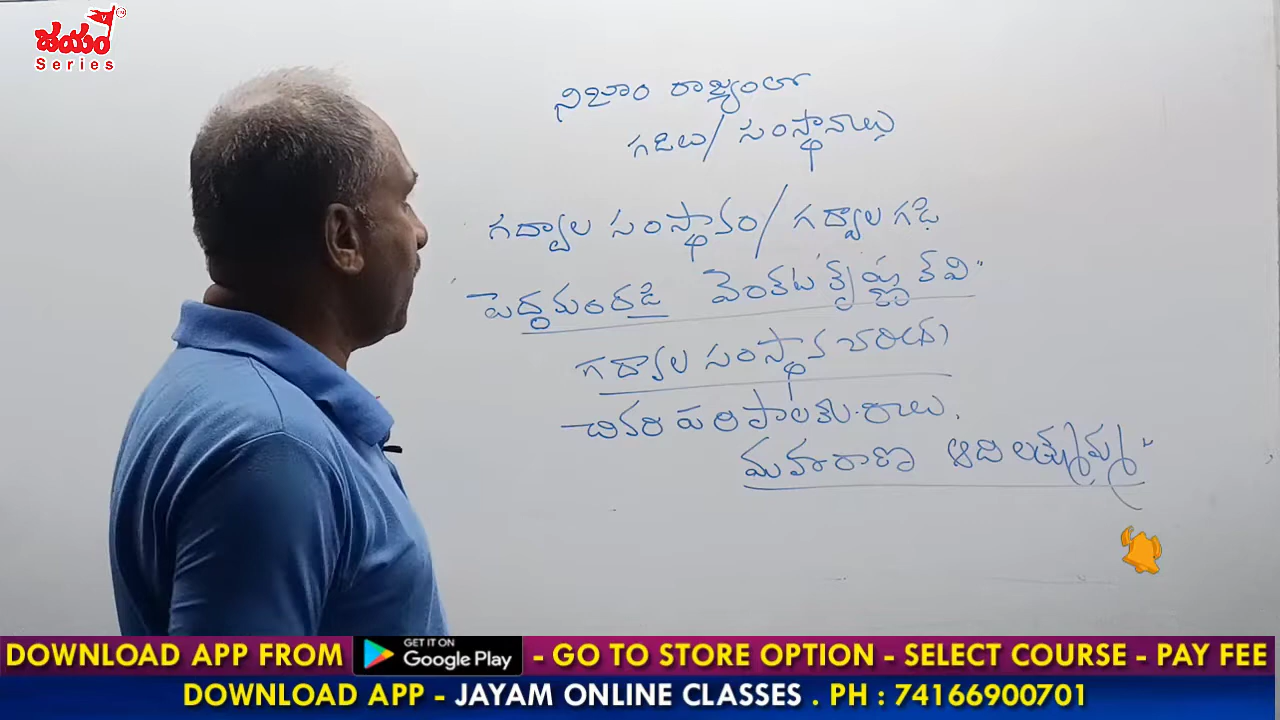 జయం
Series
నిజాం రాజ్యంలో
గడిలు/ సంస్థానాలు
గద్వాల సంస్థానం/ గద్వాల గడి
పెద్దమందడి వెంకట కృష్ణ కవి"
గద్వాల సంస్థాన చరిత్ర
చివరి పరిపాలకురాలు.
మహారాణి ఆది లక్ష్మమ్మ"
DOWNLOAD APP FROM GET IT ON Google Play - GO TO STORE OPTION - SELECT COURSE - PAY FEE
DOWNLOAD APP - JAYAM ONLINE CLASSES . PH : 74166900701